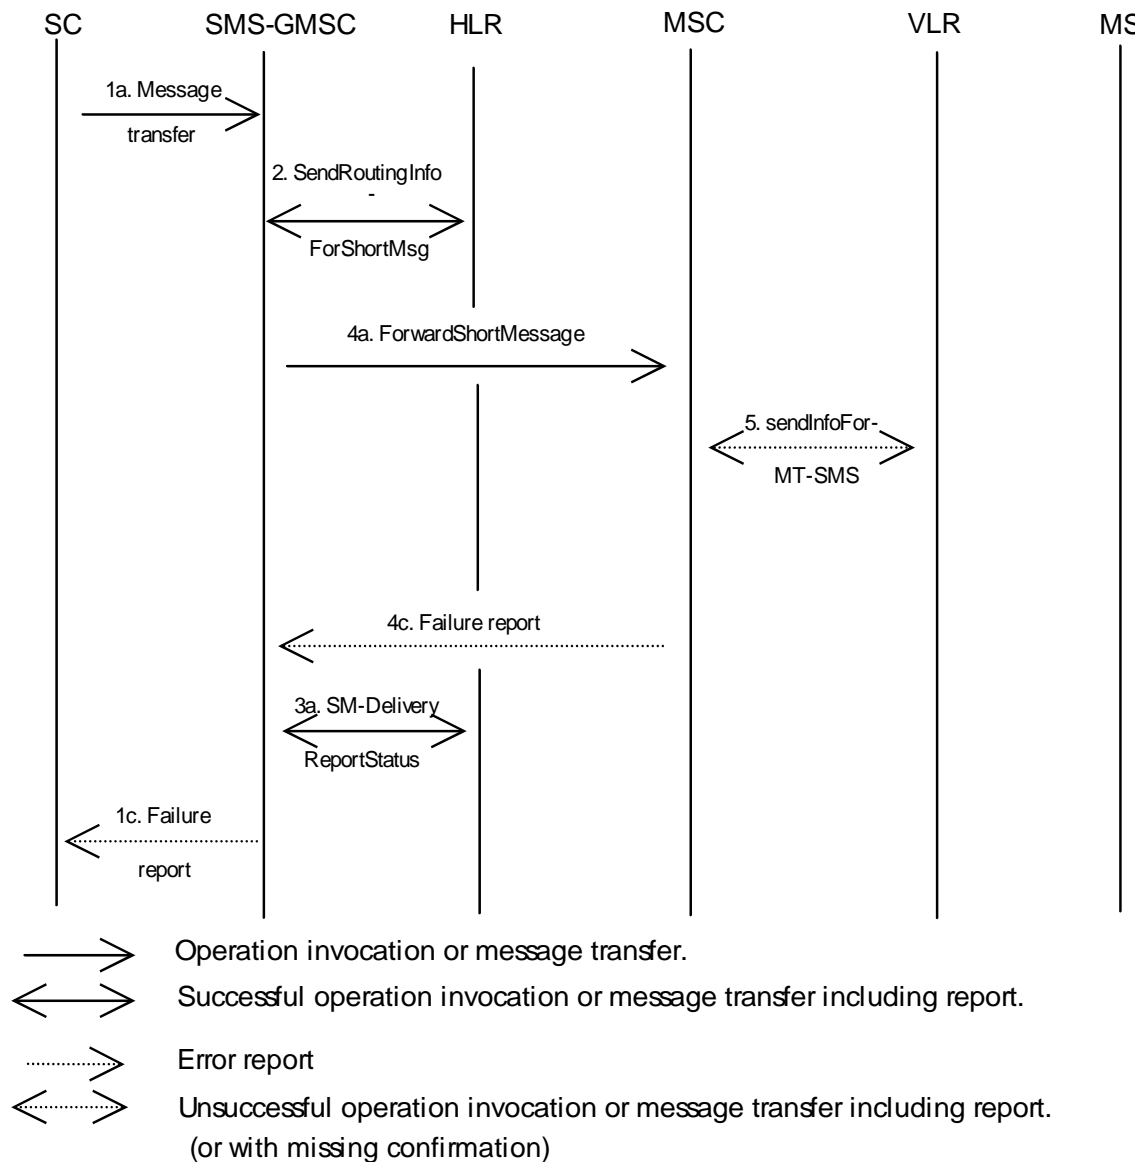 SC SMS-GMSC HLR MSC VLR MS
1a. Message
transfer
2. SendRoutingInfo
-
ForShortMsg
4a. ForwardShortMessage
5. sendInfoFor-
MT-SMS
4c. Failure report
3a. SM-Delivery
ReportStatus
1c. Failure
report
Operation invocation or message transfer.
Successful operation invocation or message transfer including report.
Error report
Unsuccessful operation invocation or message transfer including report.
(or with missing confirmation)